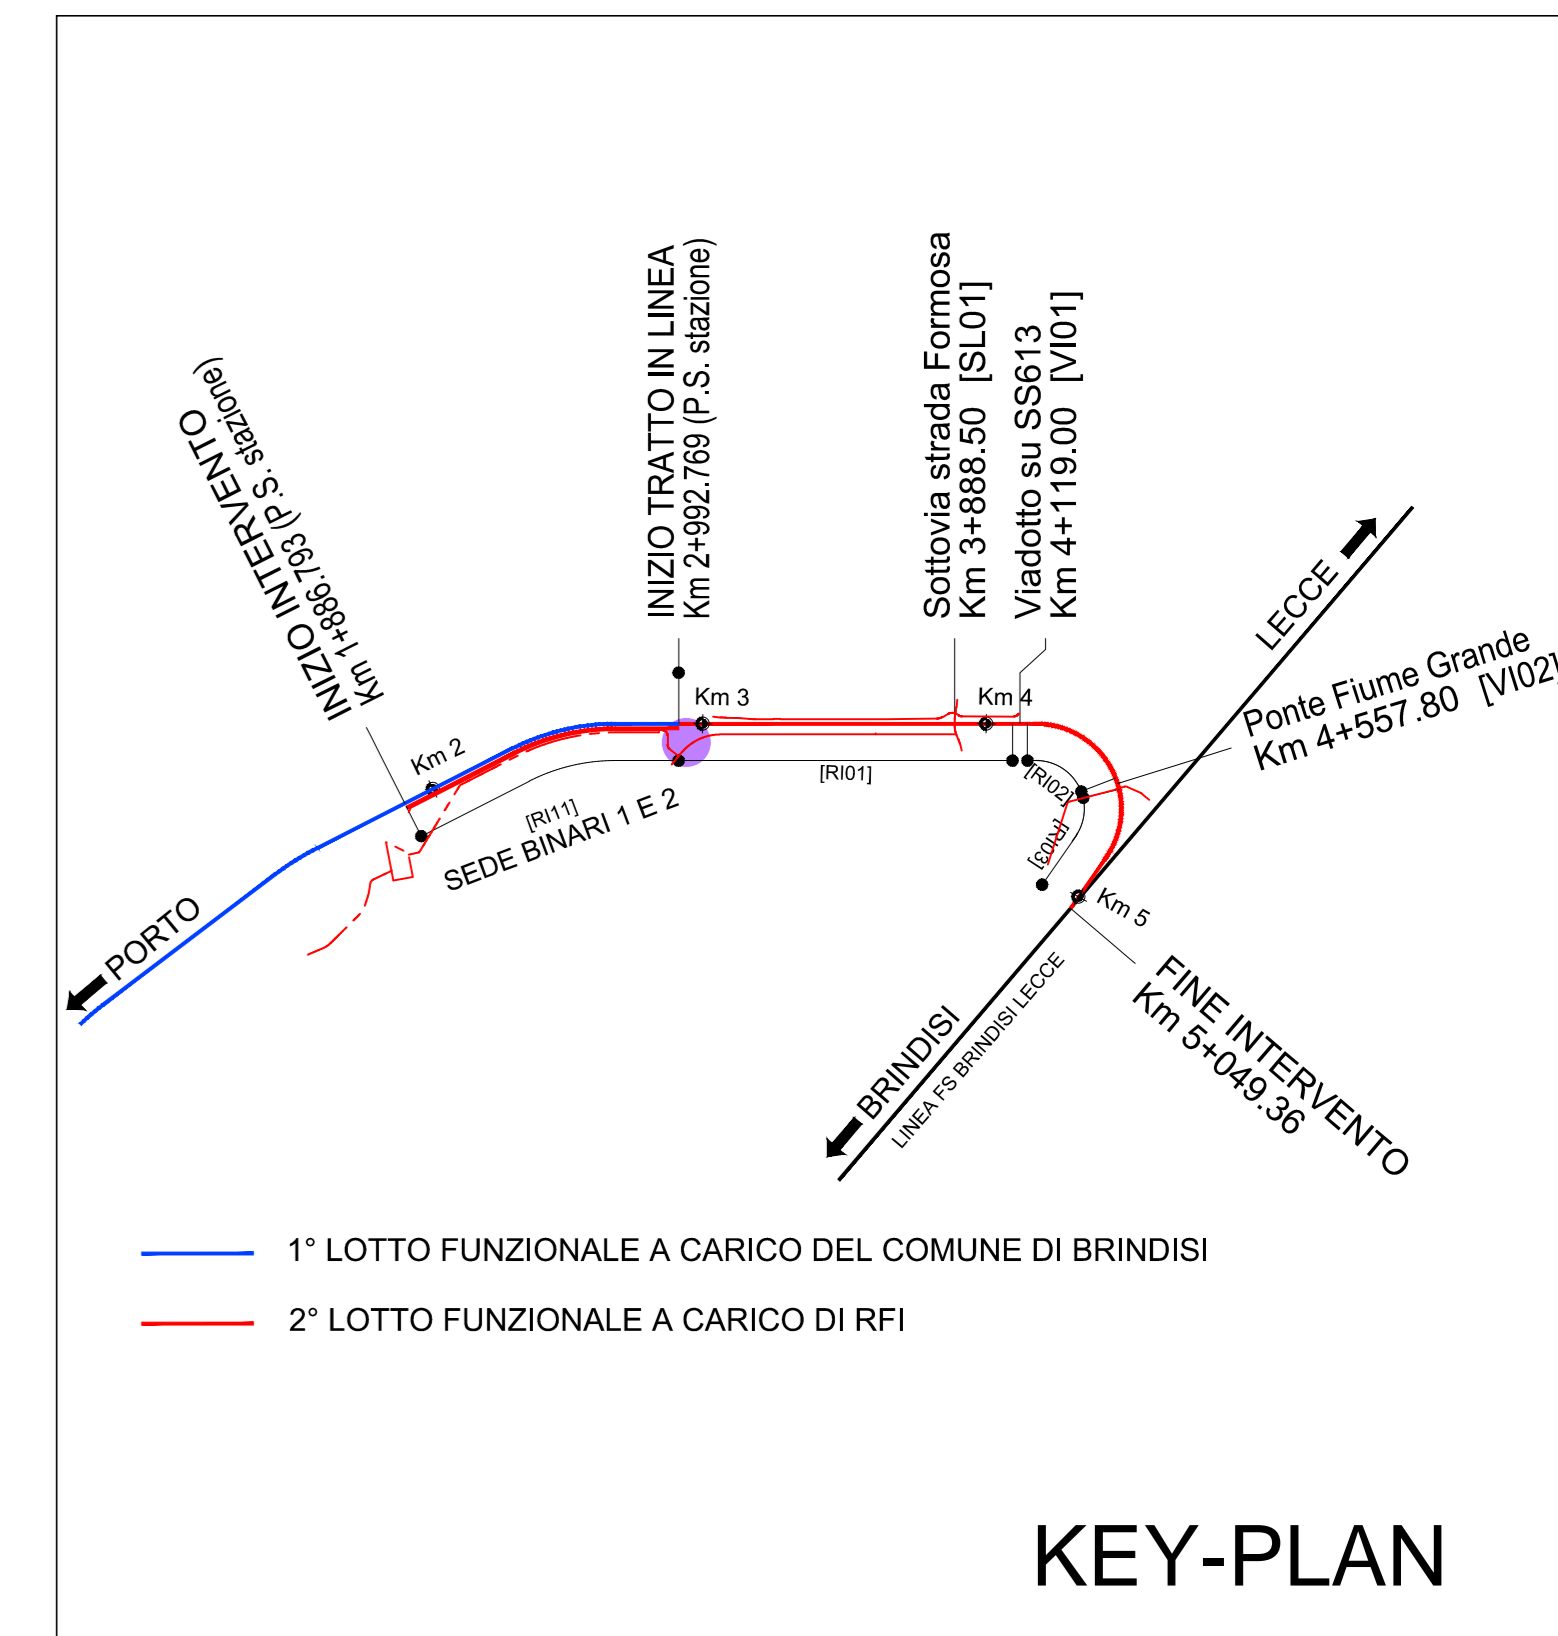 INIZIO INTERVENTO
Km 1+886.793 (P.S. stazione)
INIZIO TRATTO IN LINEA
Km 2+992.769 (P.S. stazione)
Sottovia strada Formosa
Km 3+888.50 [SL01]
Viadotto su SS613
Km 4+119.00 [VI01]
LECCE
Ponte Fiume Grande
Km 4+557.80 [VI02]
Km 2
Km 3
Km 4
[RI01]
[RI02]
[RI03]
[RI11]
SEDE BINARI 1 E 2
Km 5
PORTO
BRINDISI
LINEA FS BRINDISI LECCE
FINE INTERVENTO
Km 5+049.36
1° LOTTO FUNZIONALE A CARICO DEL COMUNE DI BRINDISI
2° LOTTO FUNZIONALE A CARICO DI RFI
KEY-PLAN